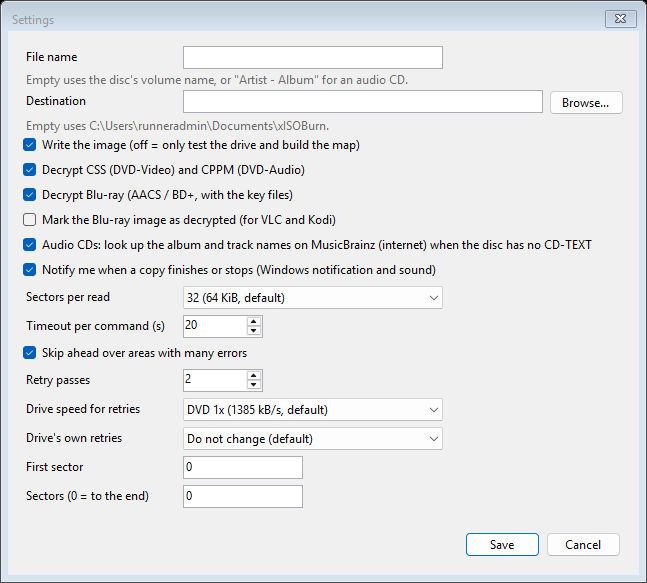 Settings
File name
Empty uses the disc's volume name, or "Artist - Album" for an audio CD.
Destination
Browse...
Empty uses C:\Users\runneradmin\Documents\xISOBurn.
Write the image (off = only test the drive and build the map)
Decrypt CSS (DVD-Video) and CPPM (DVD-Audio)
Decrypt Blu-ray (AACS / BD+, with the key files)
Mark the Blu-ray image as decrypted (for VLC and Kodi)
Audio CDs: look up the album and track names on MusicBrainz (internet) when the disc has no CD-TEXT
Notify me when a copy finishes or stops (Windows notification and sound)
Sectors per read 32 (64 KiB, default)
Timeout per command (s) 20
Skip ahead over areas with many errors
Retry passes 2
Drive speed for retries DVD 1x (1385 kB/s, default)
Drive's own retries Do not change (default)
First sector 0
Sectors (0 = to the end) 0
Save Cancel